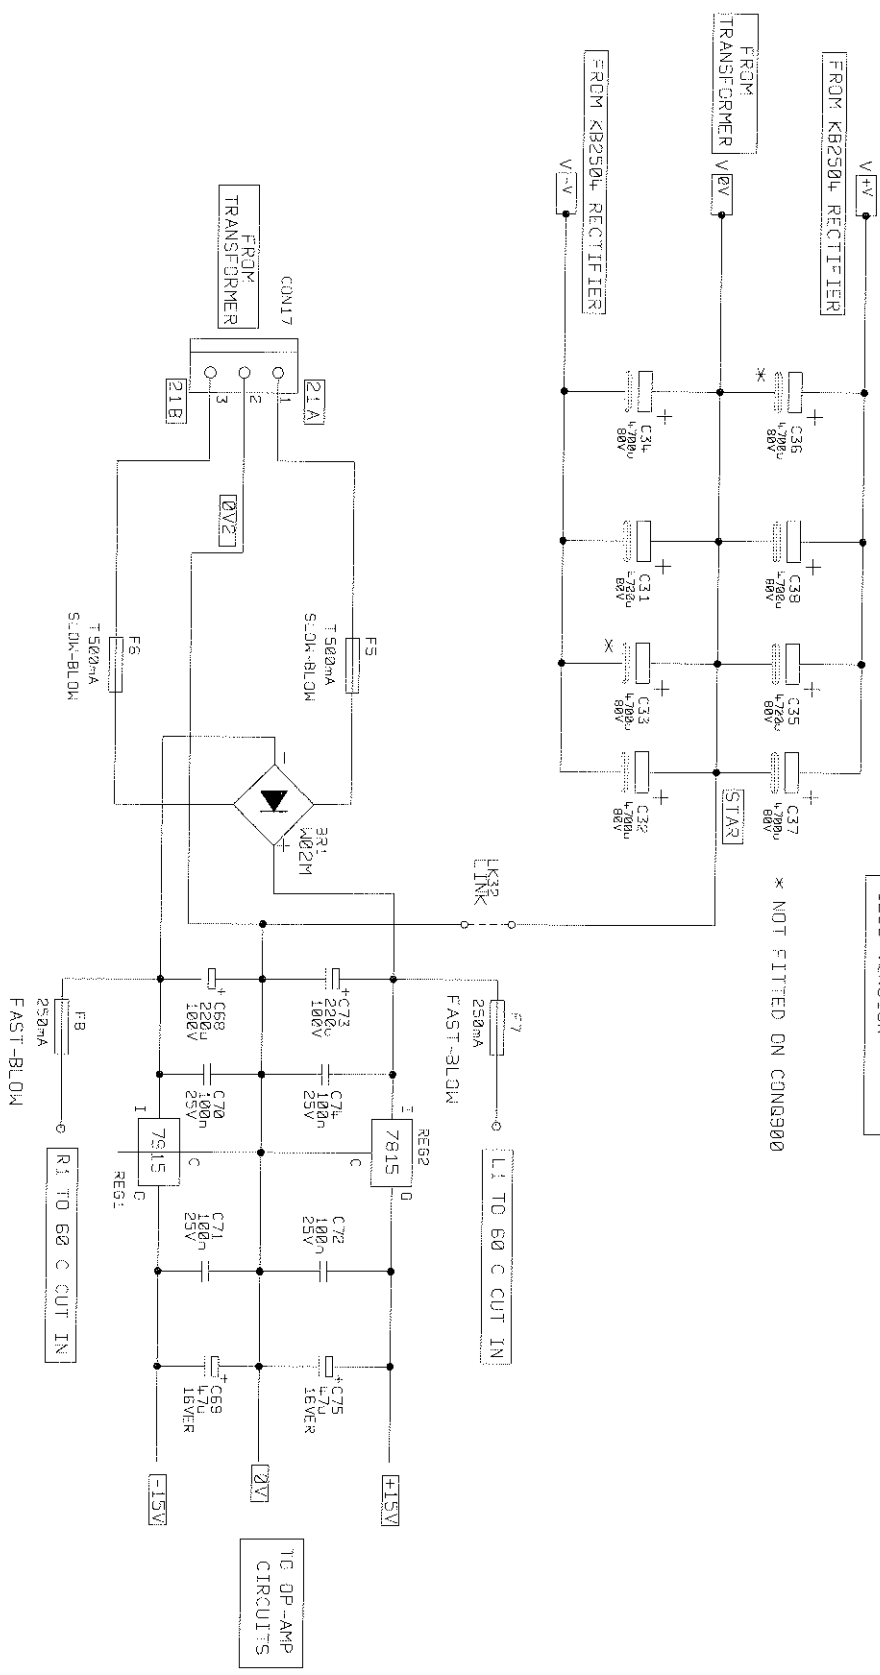 FROM KB2504 RECTIFIER
V+V
FROM
TRANSFORMER
V0V
FROM KB2504 RECTIFIER
V-V
*
C36
4700u
80V
C38
4700u
80V
C35
4700u
80V
C37
4700u
80V
C34
4700u
80V
C31
4700u
80V
*
C33
4700u
80V
C32
4700u
80V
STAR
* NOT FITTED ON CONQ900
LK32
LINK
FROM
TRANSFORMER
CON17
1
2
3
21A
21B
0V2
F5
T500mA
SLOW-BLOW
F6
T500mA
SLOW-BLOW
BR1
W02M
F7
250mA
FAST-BLOW
L1 TO 60 C CUT IN
F8
250mA
FAST-BLOW
R1 TO 60 C CUT IN
C73
220u
100V
C74
100n
25V
C68
220u
100V
C70
100n
25V
REG2
7815
I
C
O
REG1
7915
I
C
O
C72
100n
25V
C75
47u
16VER
C71
100n
25V
C69
47u
16VER
+15V
0V
-15V
TO OP-AMP
CIRCUITS